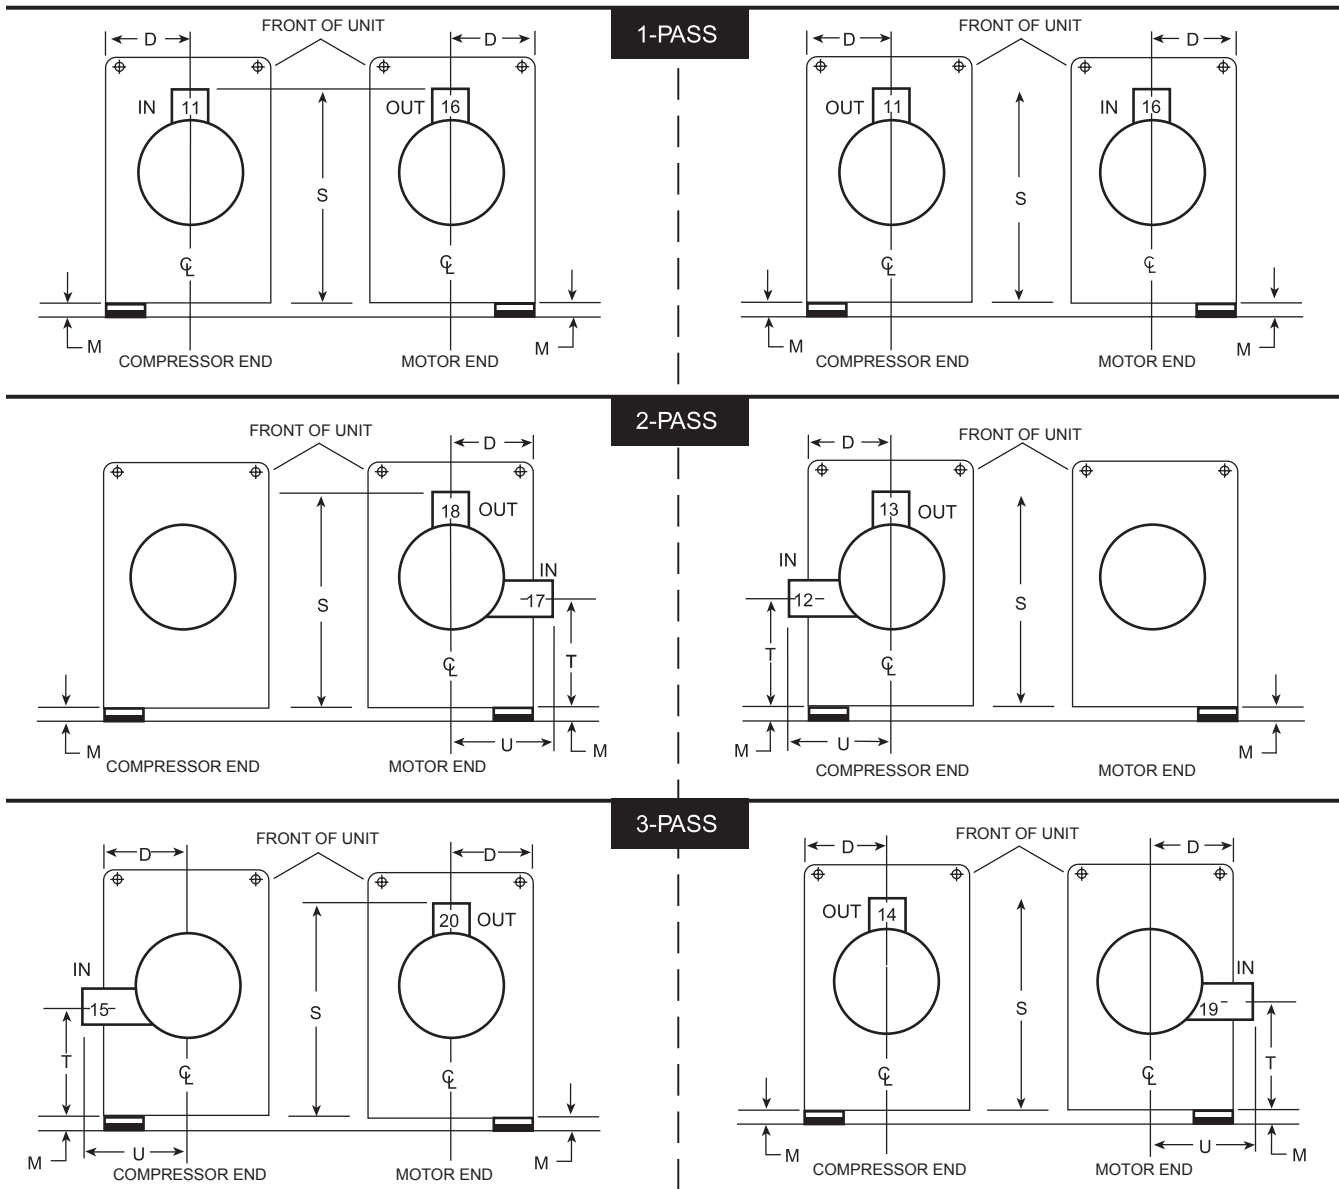 1-PASS
FRONT OF UNIT
D
D
IN
11
OUT
16
S
℄
℄
M
M
COMPRESSOR END
MOTOR END
FRONT OF UNIT
D
D
OUT
11
IN
16
S
℄
℄
M
M
COMPRESSOR END
MOTOR END
2-PASS
FRONT OF UNIT
D
18
OUT
IN
17
S
T
℄
M
U
M
COMPRESSOR END
MOTOR END
FRONT OF UNIT
D
13
OUT
IN
12
S
T
℄
M
U
M
COMPRESSOR END
MOTOR END
3-PASS
FRONT OF UNIT
D
D
20
OUT
IN
15
S
T
℄
℄
M
U
M
COMPRESSOR END
MOTOR END
FRONT OF UNIT
D
D
OUT
14
IN
19
S
T
℄
℄
M
U
M
COMPRESSOR END
MOTOR END